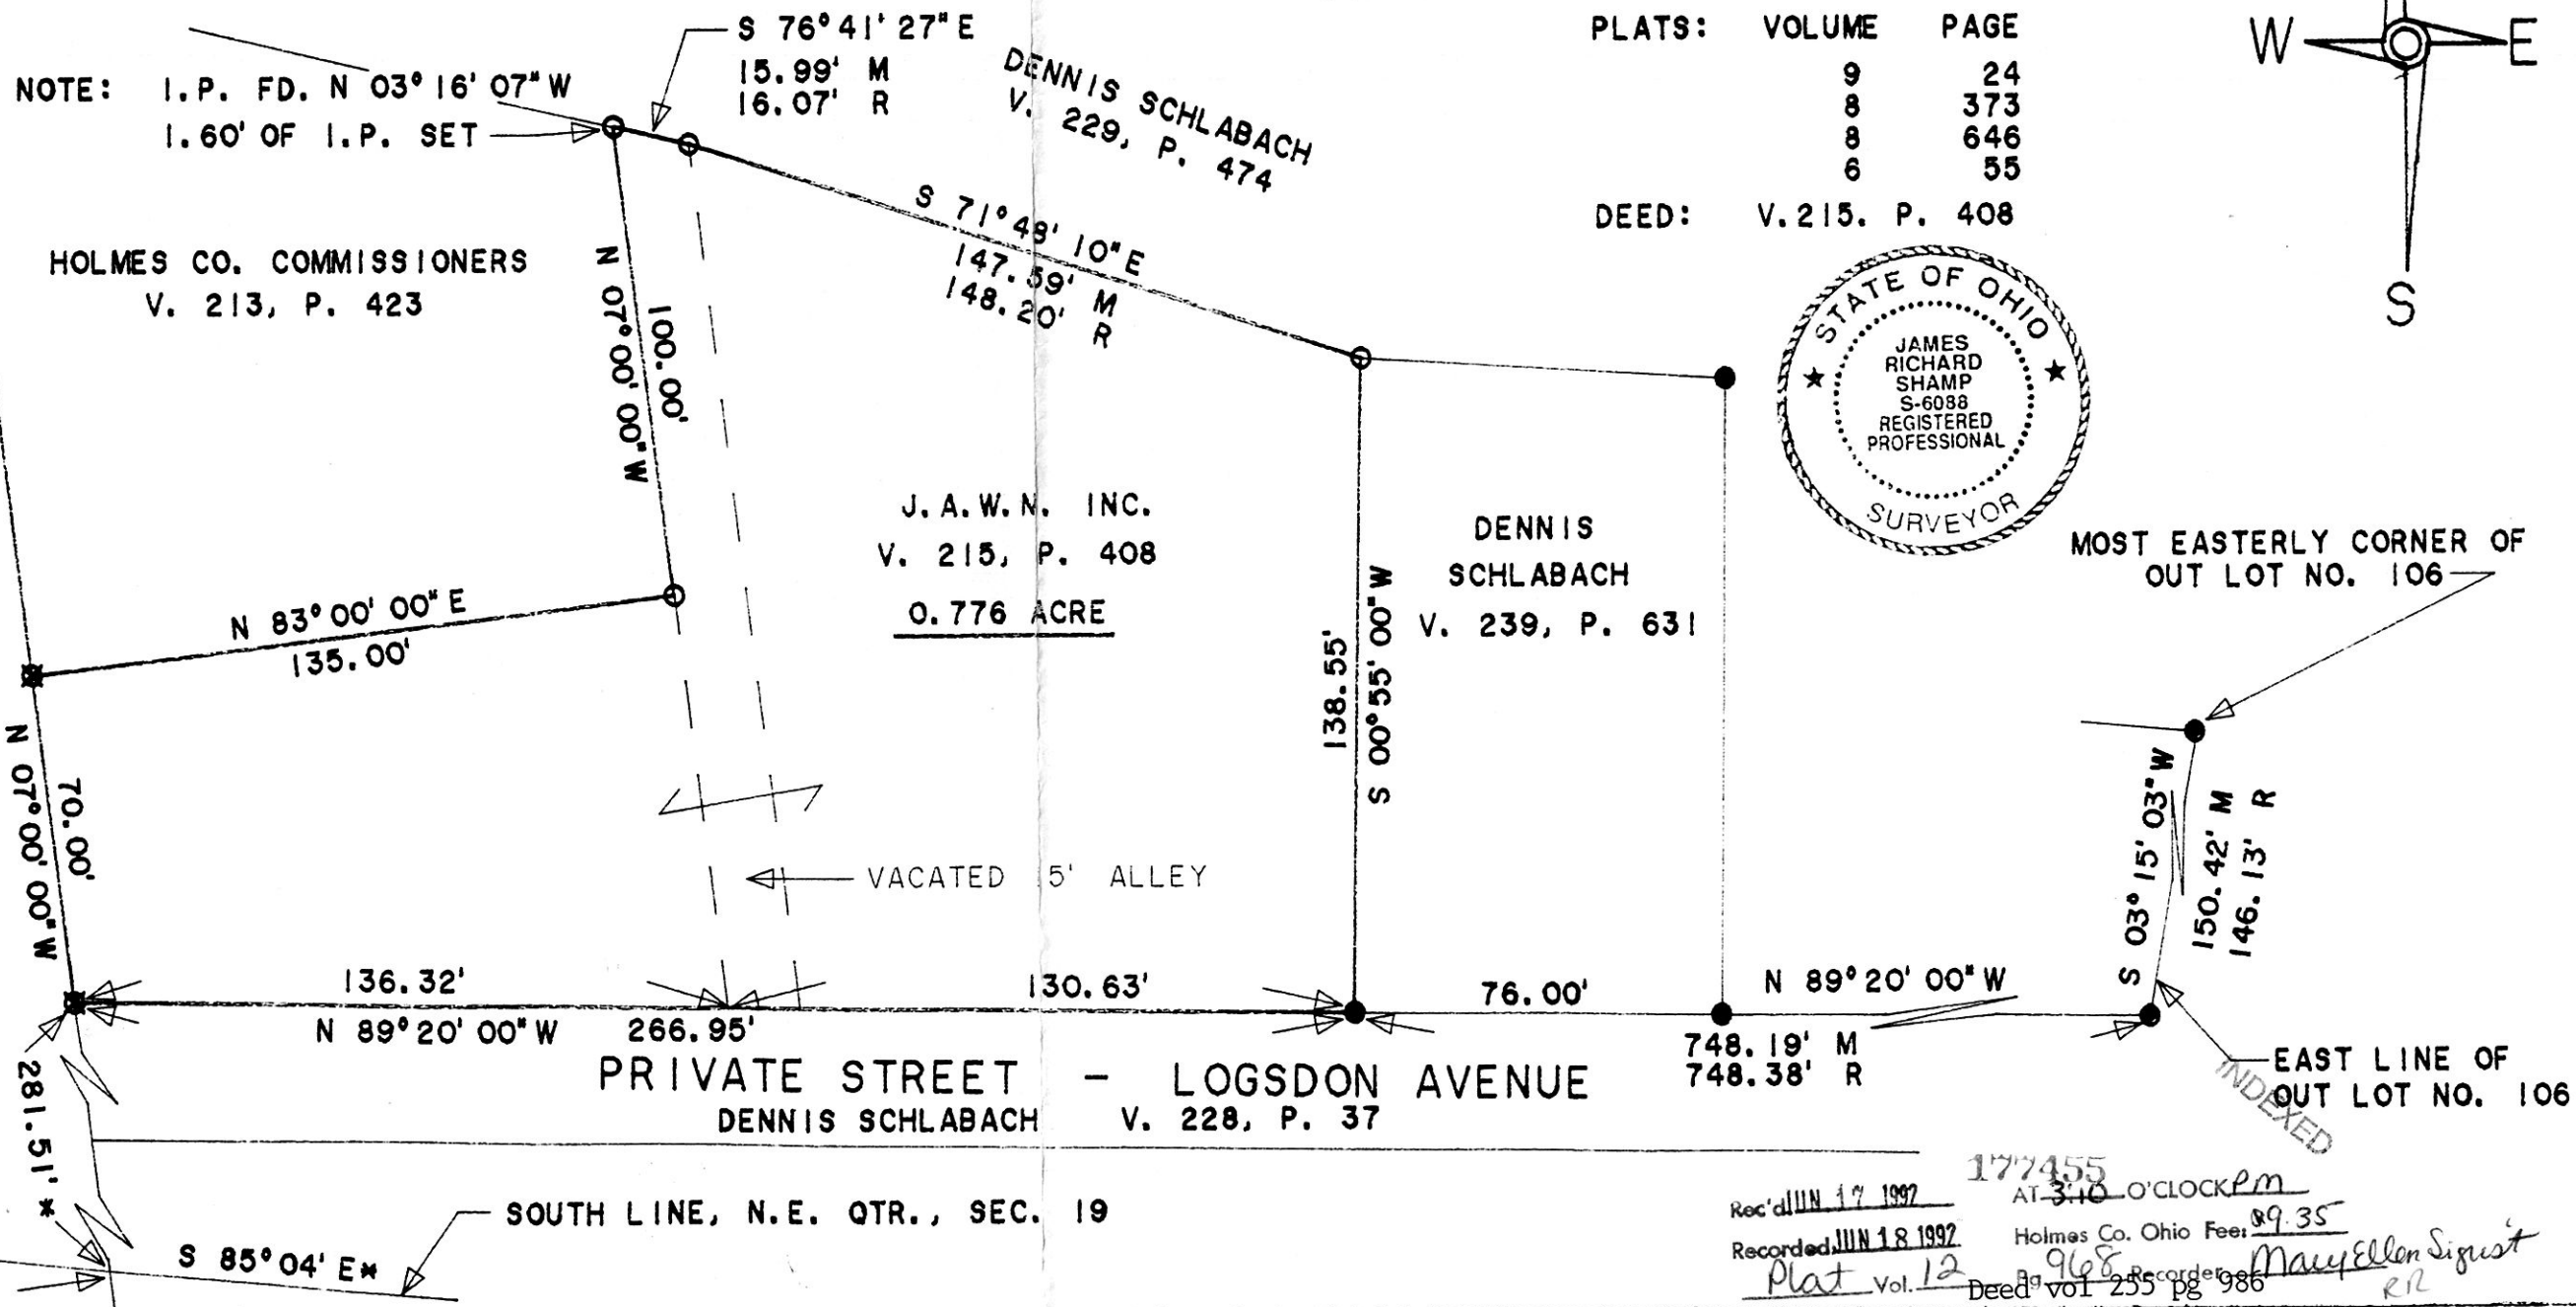 S 76°41'27"E
15.99' M
16.07' R
NOTE: I.P. FD. N 03°16'07"W
1.60' OF I.P. SET
DENNIS SCHLABACH
V. 229, P. 474
PLATS: VOLUME PAGE
9 24
8 373
8 646
6 55
DEED: V.215. P. 408
W E
S
HOLMES CO. COMMISSIONERS
V. 213, P. 423
N 07°00'00"W
100.00'
S 71°48'10"E
147.59' M
148.20' R
STATE OF OHIO
JAMES
RICHARD
SHAMP
S-6088
REGISTERED
PROFESSIONAL
SURVEYOR
J.A.W.N. INC.
V. 215, P. 408
0.776 ACRE
DENNIS
SCHLABACH
V. 239, P. 631
MOST EASTERLY CORNER OF
OUT LOT NO. 106
N 83°00'00"E
135.00'
138.55'
S 00°55'00"W
N 07°00'00"W
70.00'
S 03°15'03"W
150.42' M
146.13' R
VACATED 5' ALLEY
136.32'
130.63'
76.00'
N 89°20'00"W
N 89°20'00"W 266.95'
748.19' M
748.38' R
PRIVATE STREET - LOGSDON AVENUE
DENNIS SCHLABACH V. 228, P. 37
EAST LINE OF
OUT LOT NO. 106
INDEXED
281.51' *
SOUTH LINE, N.E. QTR., SEC. 19
S 85°04' E*
177455
Rec'd JUN 17 1992 AT 3:10 O'CLOCK PM
Recorded JUN 18 1992 Holmes Co. Ohio Fee: 9.35
Plat Vol. 12 pg 968 Recorder Mary Ellen Sigrist
Deed vol 255 pg 986
RR